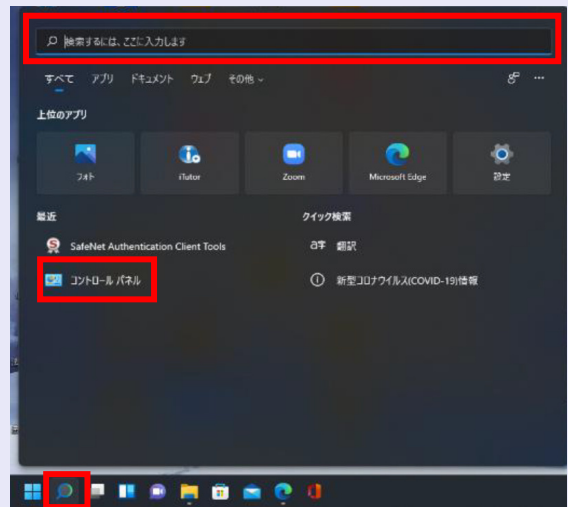 検索するには、ここに入力します
すべて アプリ ドキュメント ウェブ その他
上位のアプリ
フォト iTutor Zoom Microsoft Edge 設定
最近 クイック検索
SafeNet Authentication Client Tools a字 翻訳
コントロール パネル 新型コロナウイルス(COVID-19)情報